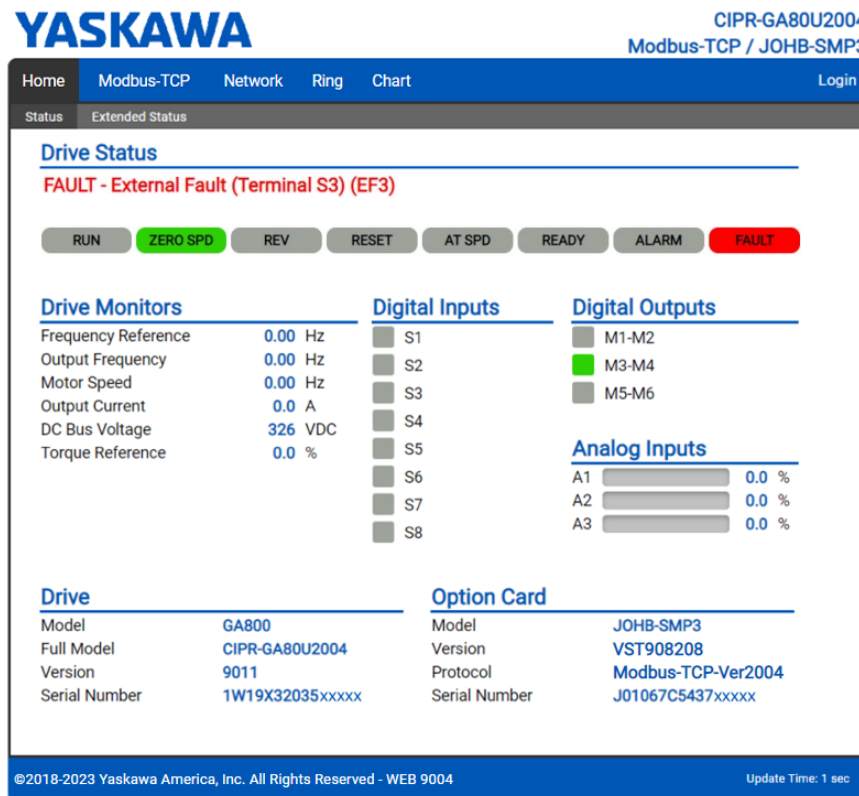 YASKAWA
CIPR-GA80U2004
Modbus-TCP / JOHB-SMP3
Home Modbus-TCP Network Ring Chart Login
Status Extended Status
Drive Status
FAULT - External Fault (Terminal S3) (EF3)
RUN ZERO SPD REV RESET AT SPD READY ALARM FAULT
Drive Monitors
Frequency Reference 0.00 Hz
Output Frequency 0.00 Hz
Motor Speed 0.00 Hz
Output Current 0.0 A
DC Bus Voltage 326 VDC
Torque Reference 0.0 %
Digital Inputs
S1
S2
S3
S4
S5
S6
S7
S8
Digital Outputs
M1-M2
M3-M4
M5-M6
Analog Inputs
A1 0.0 %
A2 0.0 %
A3 0.0 %
Drive
Model GA800
Full Model CIPR-GA80U2004
Version 9011
Serial Number 1W19X32035xxxxx
Option Card
Model JOHB-SMP3
Version VST908208
Protocol Modbus-TCP-Ver2004
Serial Number J01067C5437xxxxx
©2018-2023 Yaskawa America, Inc. All Rights Reserved - WEB 9004
Update Time: 1 sec